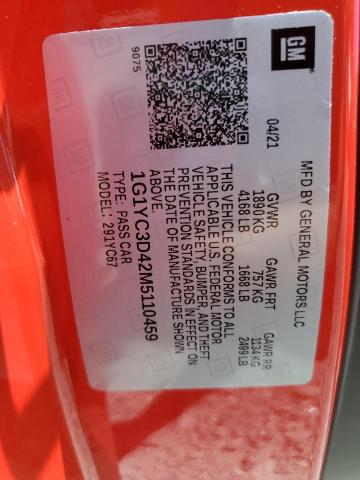 GM
MFD BY GENERAL MOTORS LLC
04/21
GVWR GAWR FRT GAWR RR
1890 KG 757 KG 1134 KG
4168 LB 1668 LB 2499 LB
THIS VEHICLE CONFORMS TO ALL
APPLICABLE U.S. FEDERAL MOTOR
VEHICLE SAFETY, BUMPER, AND THEFT
PREVENTION STANDARDS IN EFFECT ON
THE DATE OF MANUFACTURE SHOWN
1G1YC3D42M5110459
TYPE: PASS CAR
MODEL: 291YC67
9075